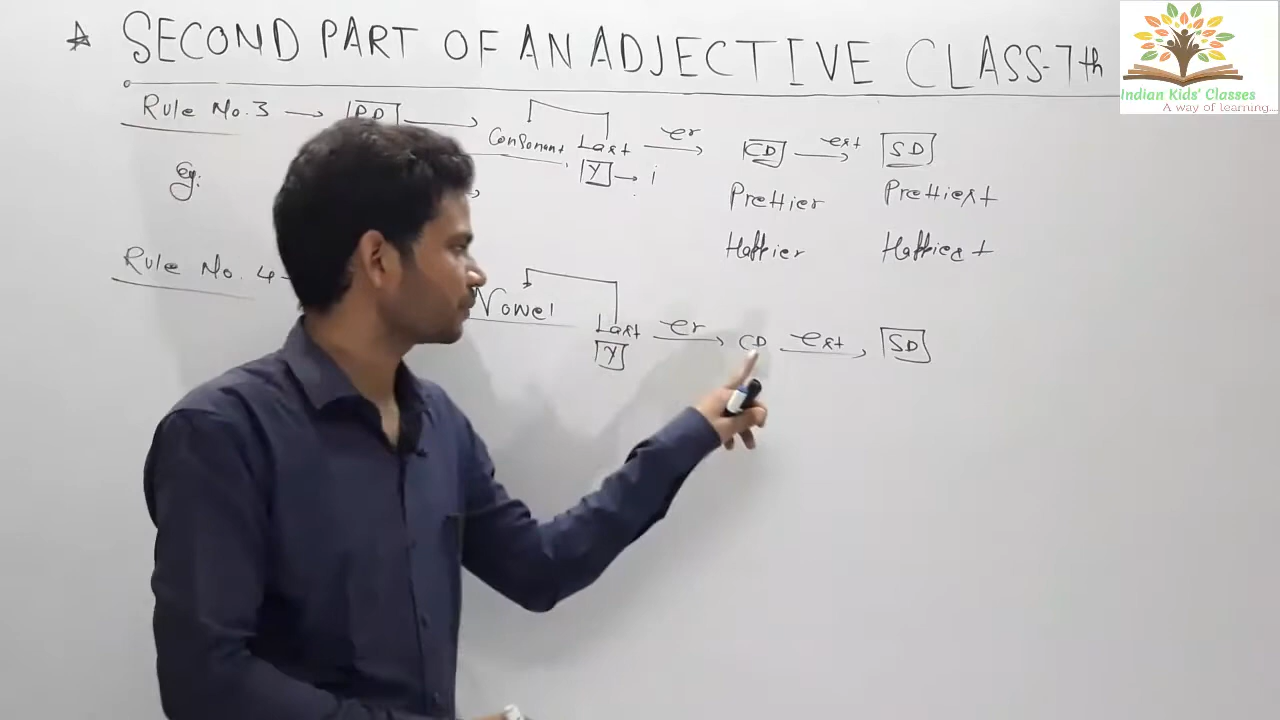 SECOND PART OF AN ADJECTIVE CLASS-7th
Indian Kids' Classes
A way of learning...
Rule No.3 → PD → Consonant Last er → CD est → SD
Y → i
Eg: → Prettier Prettiest
Happier Happiest
Rule No. 4- Vowel Last er → CD est → SD
Y